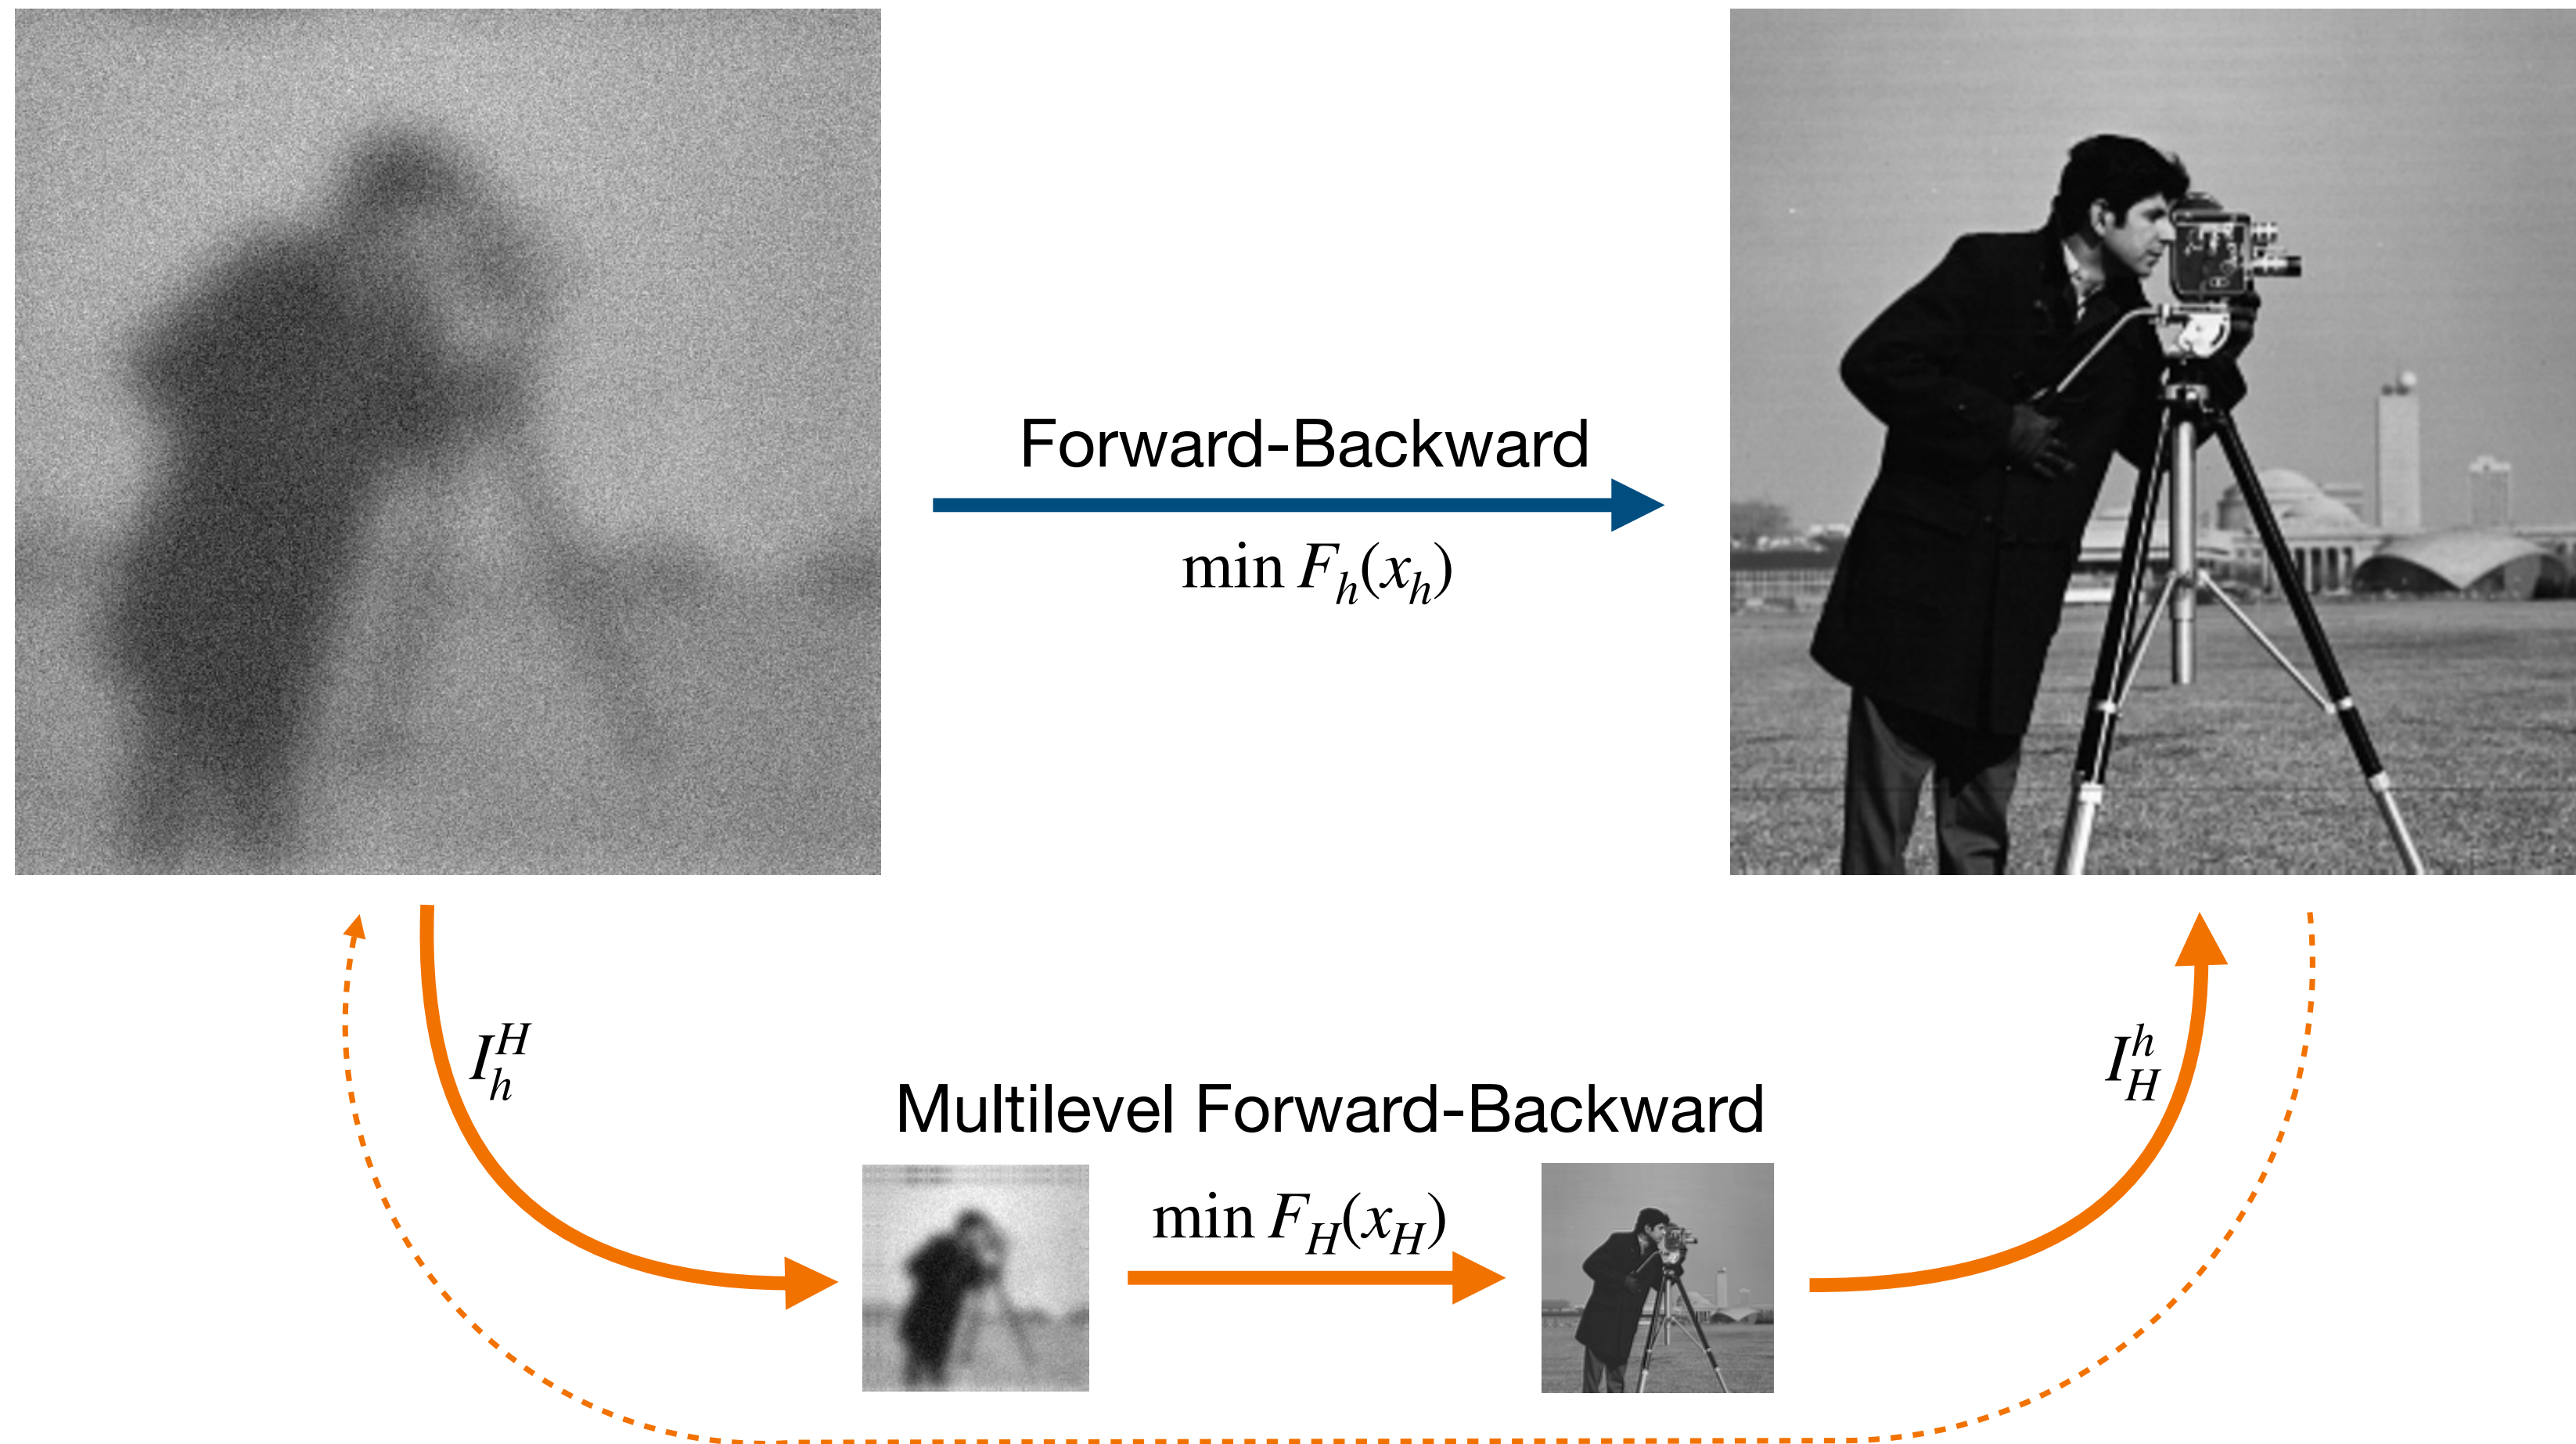 Forward-Backward
min F_h(x_h)
I_h^H
I_H^h
Multilevel Forward-Backward
min F_H(x_H)